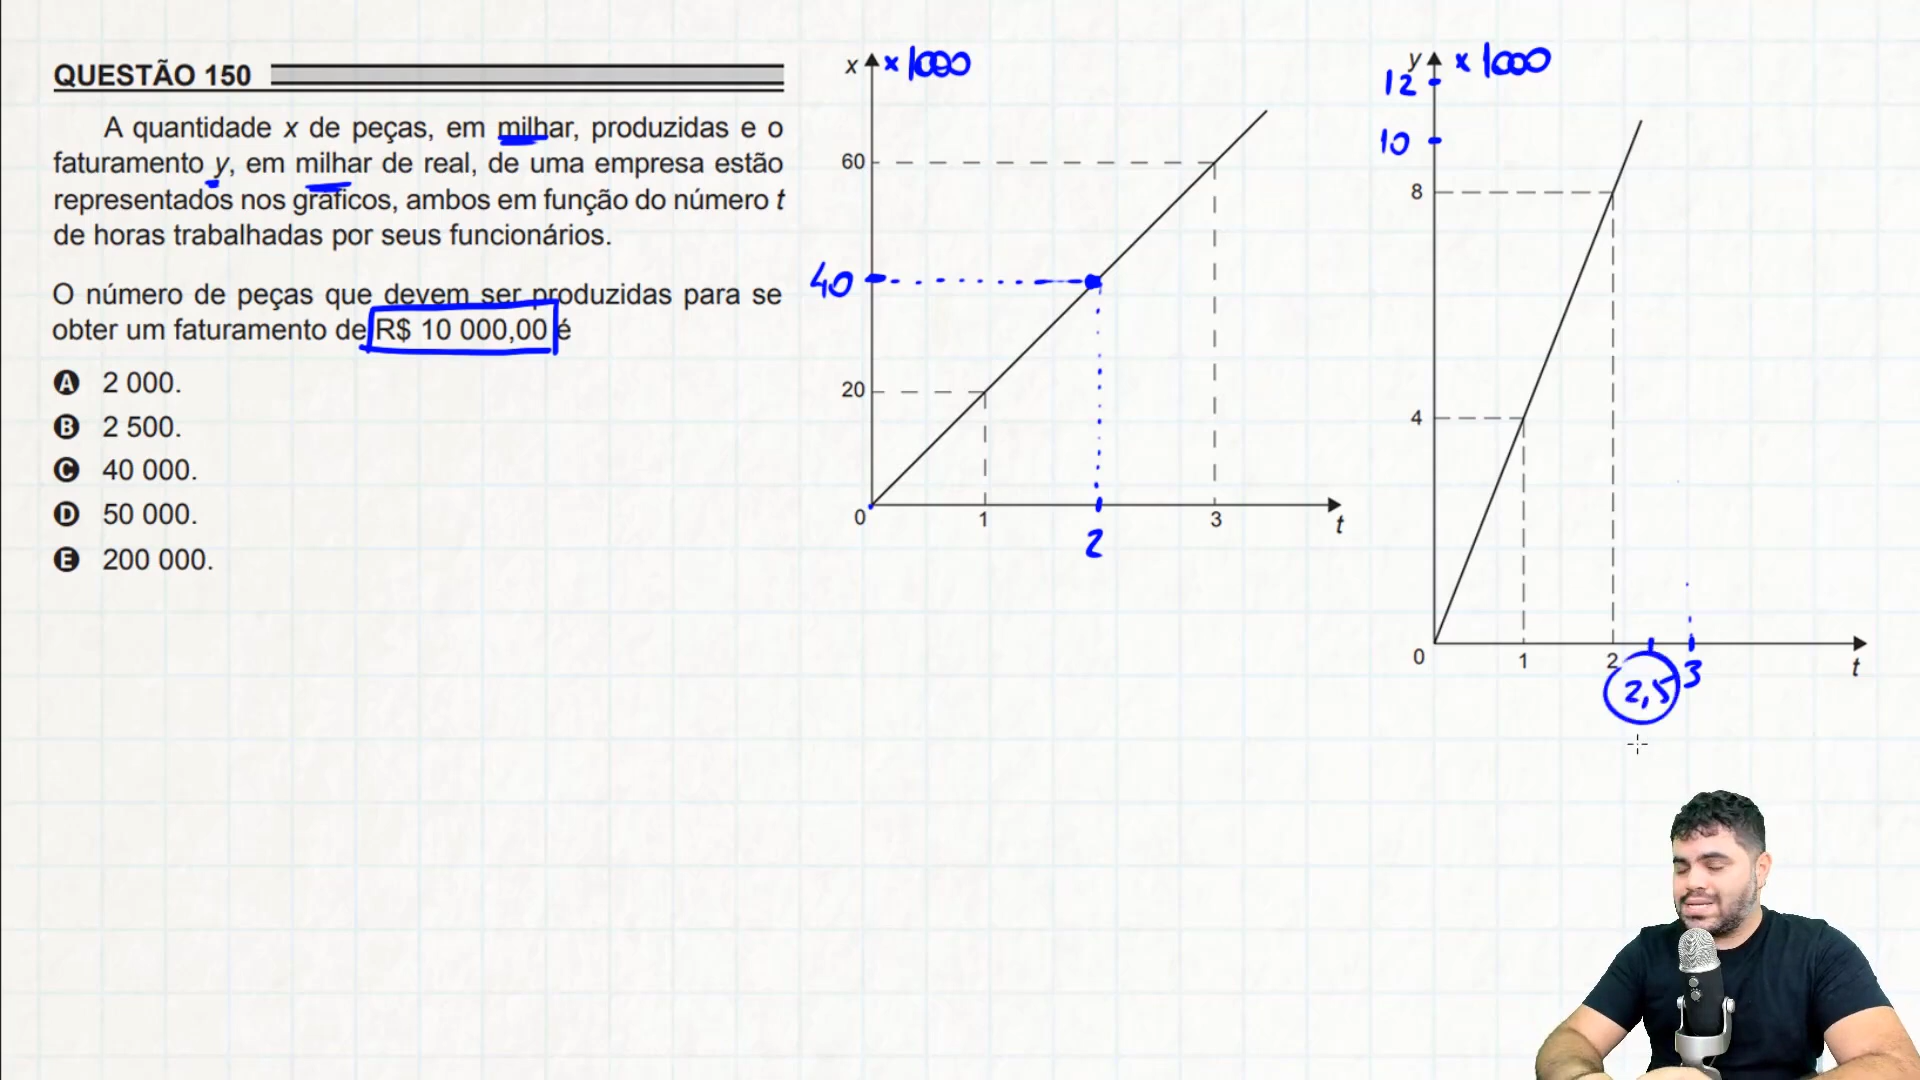 QUESTÃO 150
A quantidade x de peças, em milhar, produzidas e o
faturamento y, em milhar de real, de uma empresa estão
representados nos gráficos, ambos em função do número t
de horas trabalhadas por seus funcionários.
O número de peças que devem ser produzidas para se
obter um faturamento de R$ 10 000,00 é
A 2 000.
B 2 500.
C 40 000.
D 50 000.
E 200 000.
x x 1000
60
40
20
0 1 3 t
2
y x 1000
12
10
8
4
0 1 2 t
2,5 3